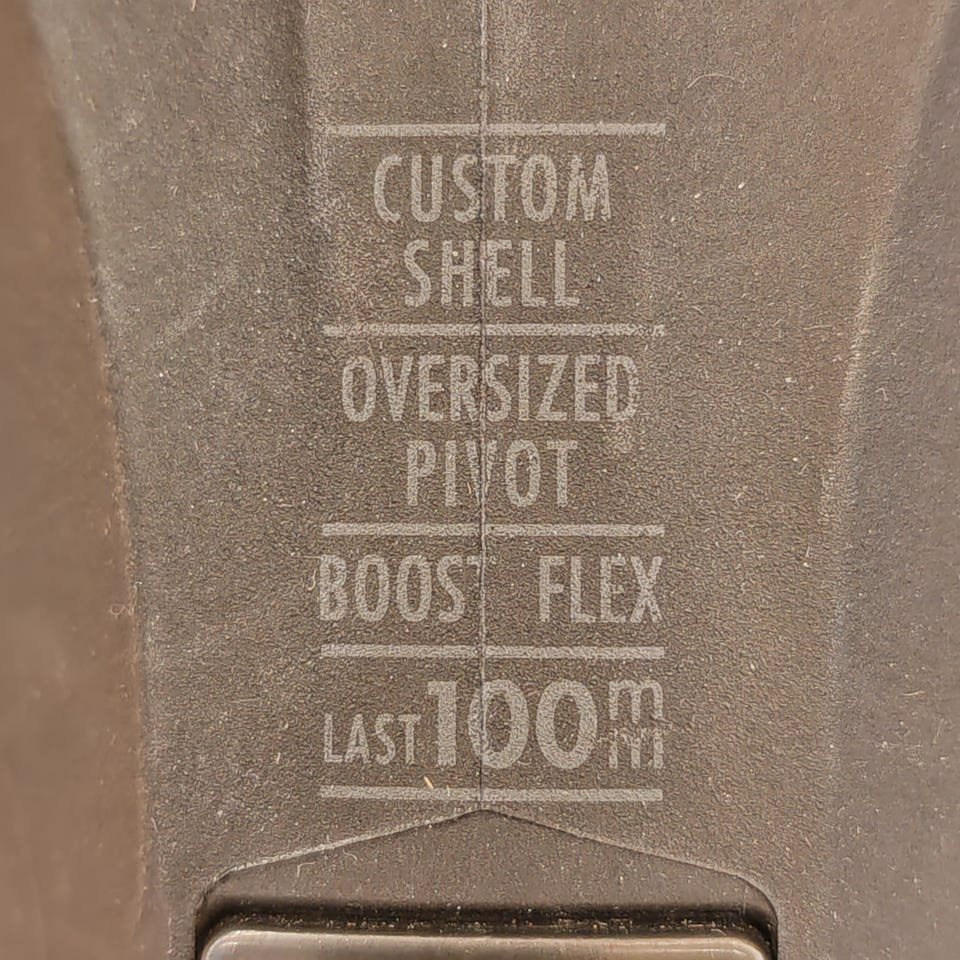 CUSTOM
SHELL
OVERSIZED
PIVOT
BOOST FLEX
LAST 100mm